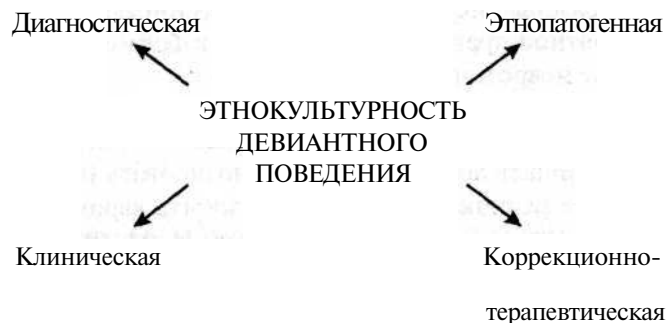 Диагностическая
Этнопатогенная
ЭТНОКУЛЬТУРНОСТЬ
ДЕВИАНТНОГО
ПОВЕДЕНИЯ
Клиническая
Коррекционно-
терапевтическая